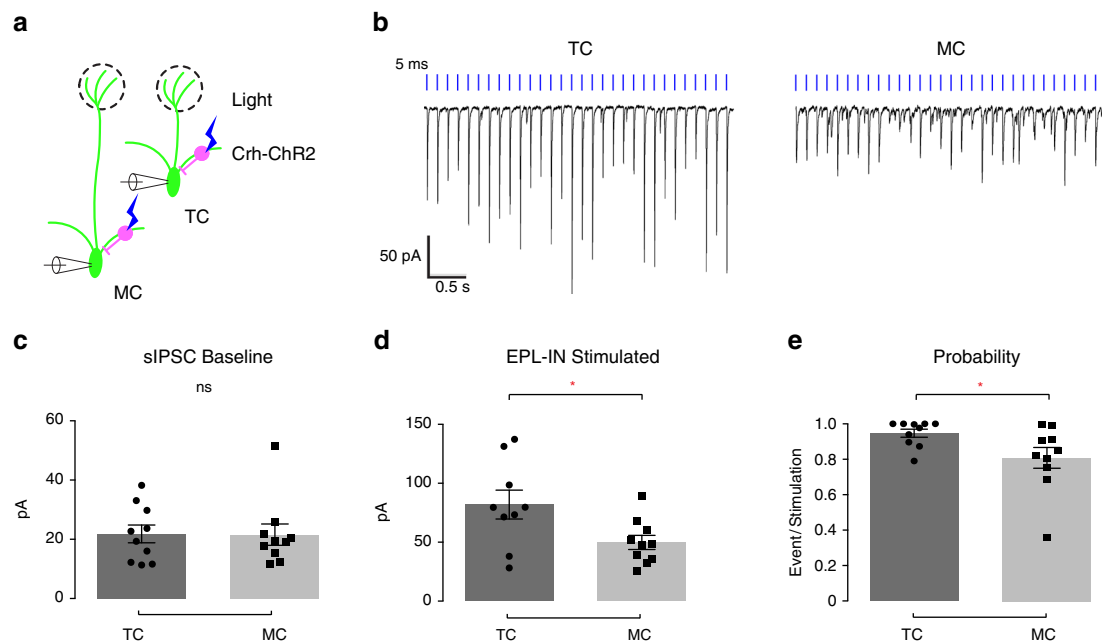 a
Light
Crh-ChR2
TC
MC
b
TC
MC
5 ms
50 pA
0.5 s
c
sIPSC Baseline
ns
60
40
20
0
pA
TC
MC
d
EPL-IN Stimulated
*
150
100
50
0
pA
TC
MC
e
Probability
*
1.0
0.8
0.6
0.4
0.2
0
Event/Stimulation
TC
MC